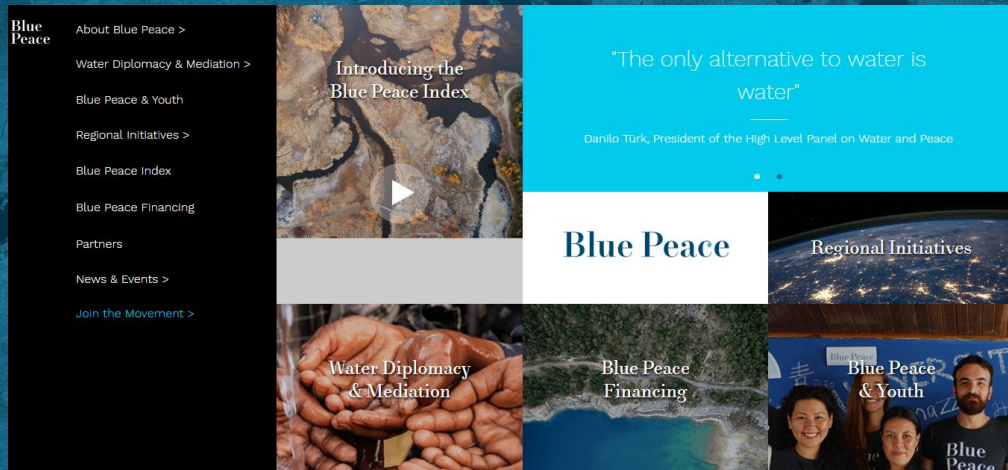 Blue
Peace
About Blue Peace >
Water Diplomacy & Mediation >
Blue Peace & Youth
Regional Initiatives >
Blue Peace Index
Blue Peace Financing
Partners
News & Events >
Join the Movement >
Introducing the
Blue Peace Index
"The only alternative to water is
water"
Danilo Türk, President of the High Level Panel on Water and Peace
Blue Peace
Regional Initiatives
Water Diplomacy
& Mediation
Blue Peace
Financing
Blue Peace
Blue Peace
& Youth
Blue
Peace